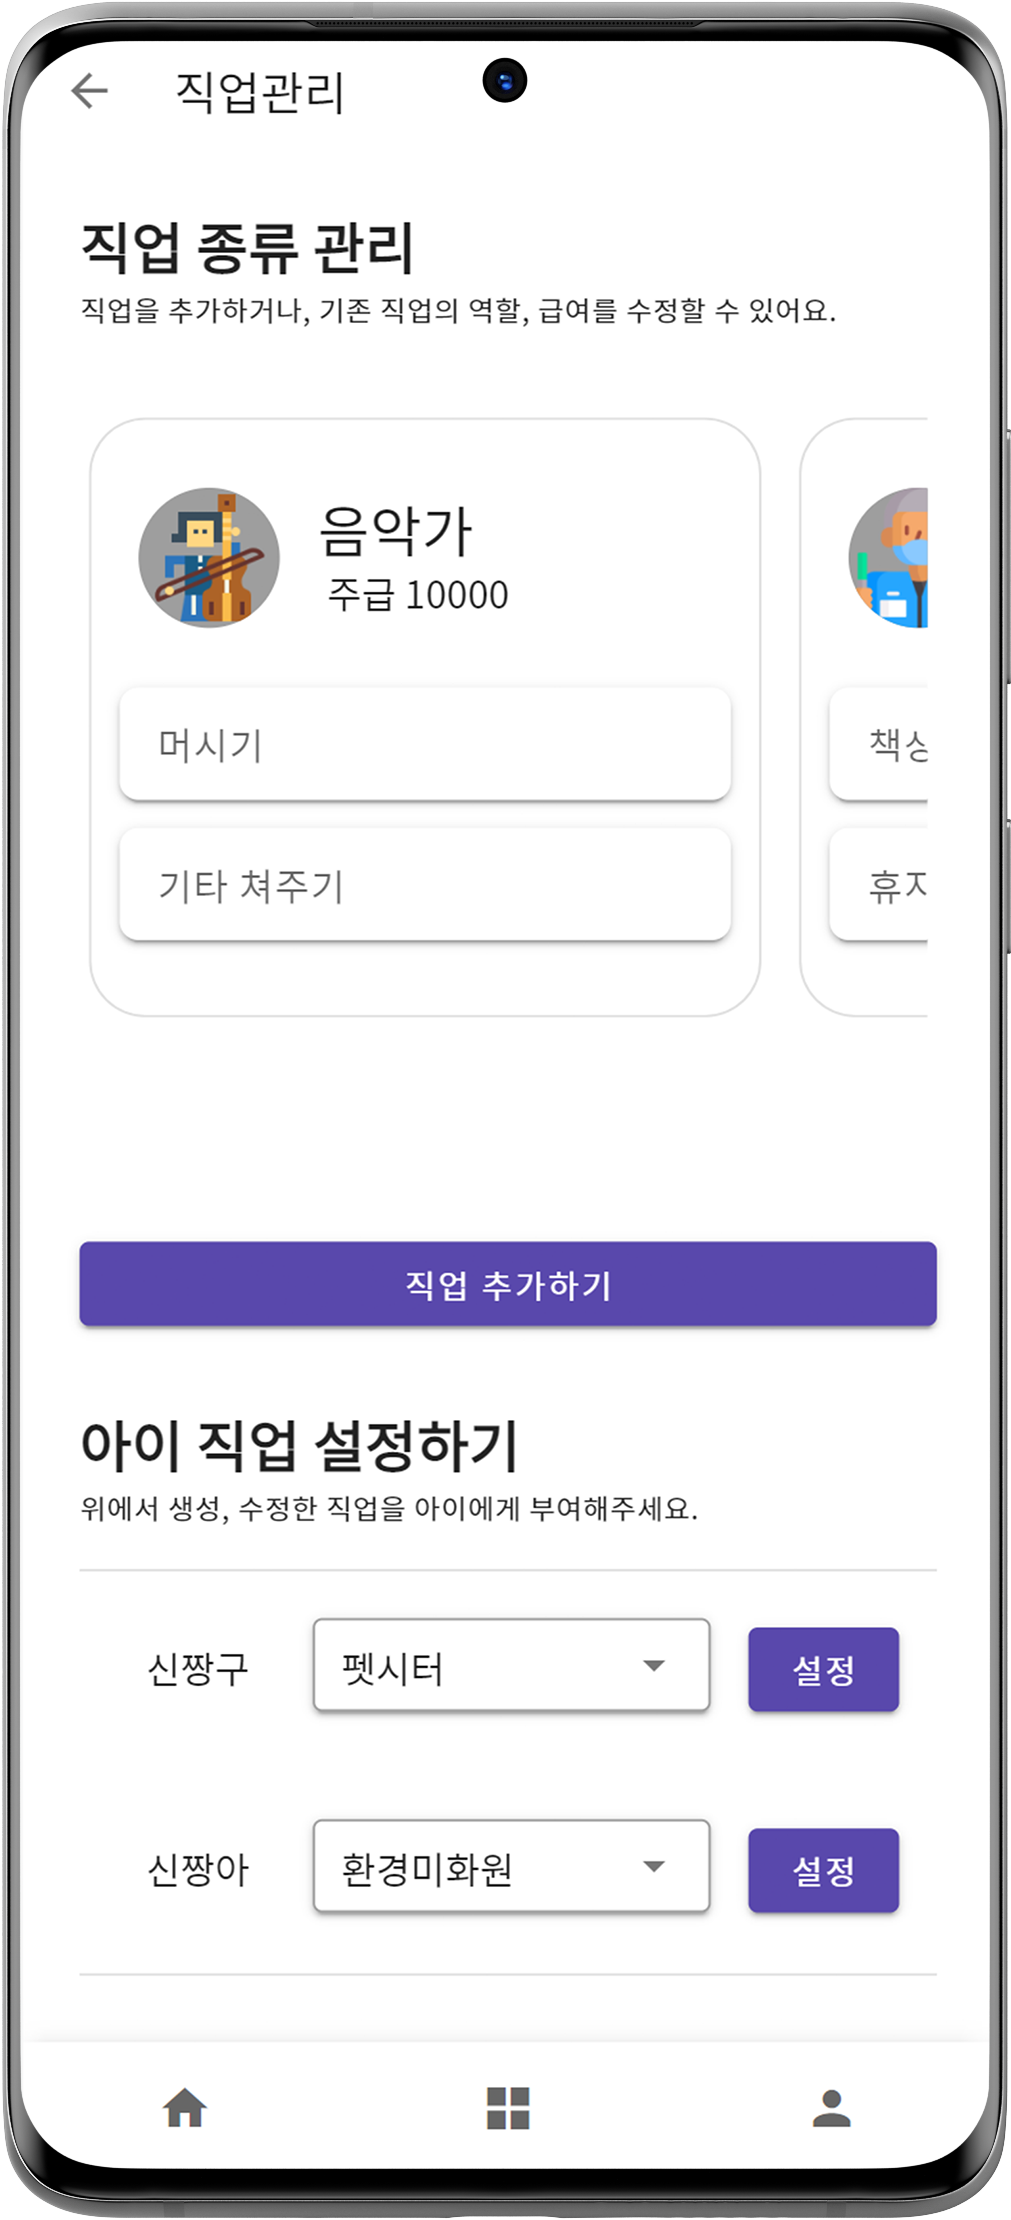 직업관리
직업 종류 관리
직업을 추가하거나, 기존 직업의 역할, 급여를 수정할 수 있어요.
음악가
주급 10000
머시기
기타 쳐주기
휴지
직업 추가하기
아이 직업 설정하기
위에서 생성, 수정한 직업을 아이에게 부여해주세요.
신짱구
펫시터
설정
신짱아
환경미화원
설정